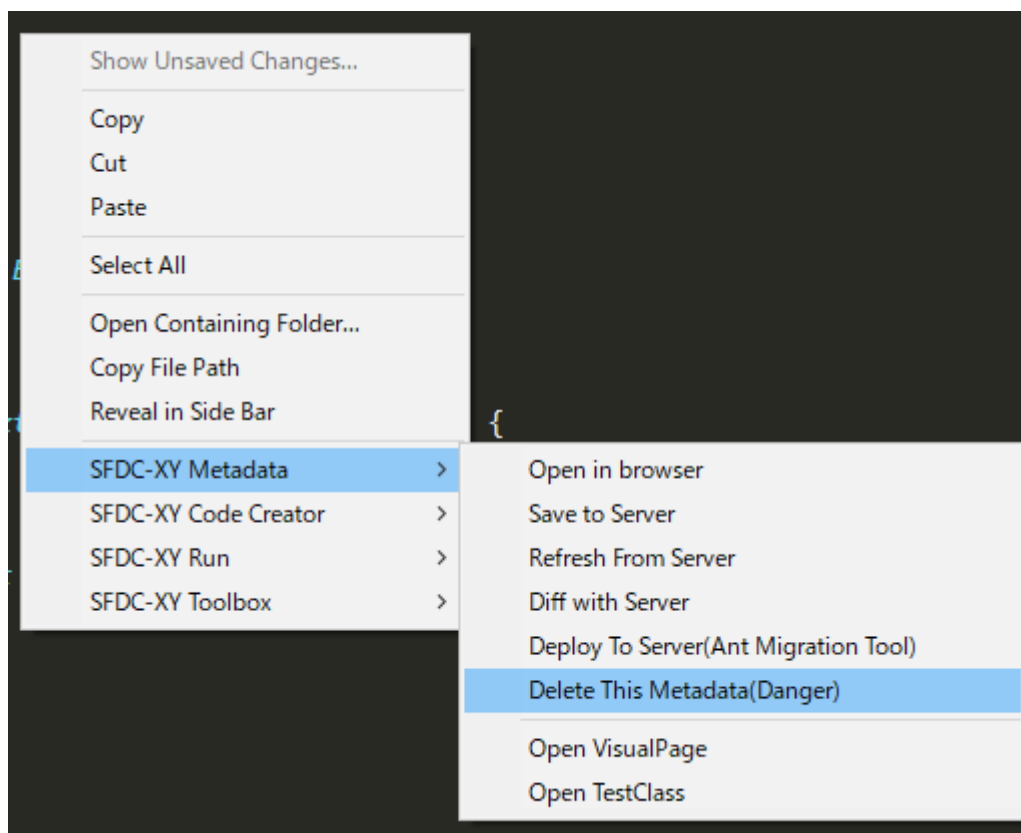 Show Unsaved Changes...
Copy
Cut
Paste
Select All
Open Containing Folder...
Copy File Path
Reveal in Side Bar
{
SFDC-XY Metadata >
SFDC-XY Code Creator >
SFDC-XY Run >
SFDC-XY Toolbox >
Open in browser
Save to Server
Refresh From Server
Diff with Server
Deploy To Server(Ant Migration Tool)
Delete This Metadata(Danger)
Open VisualPage
Open TestClass